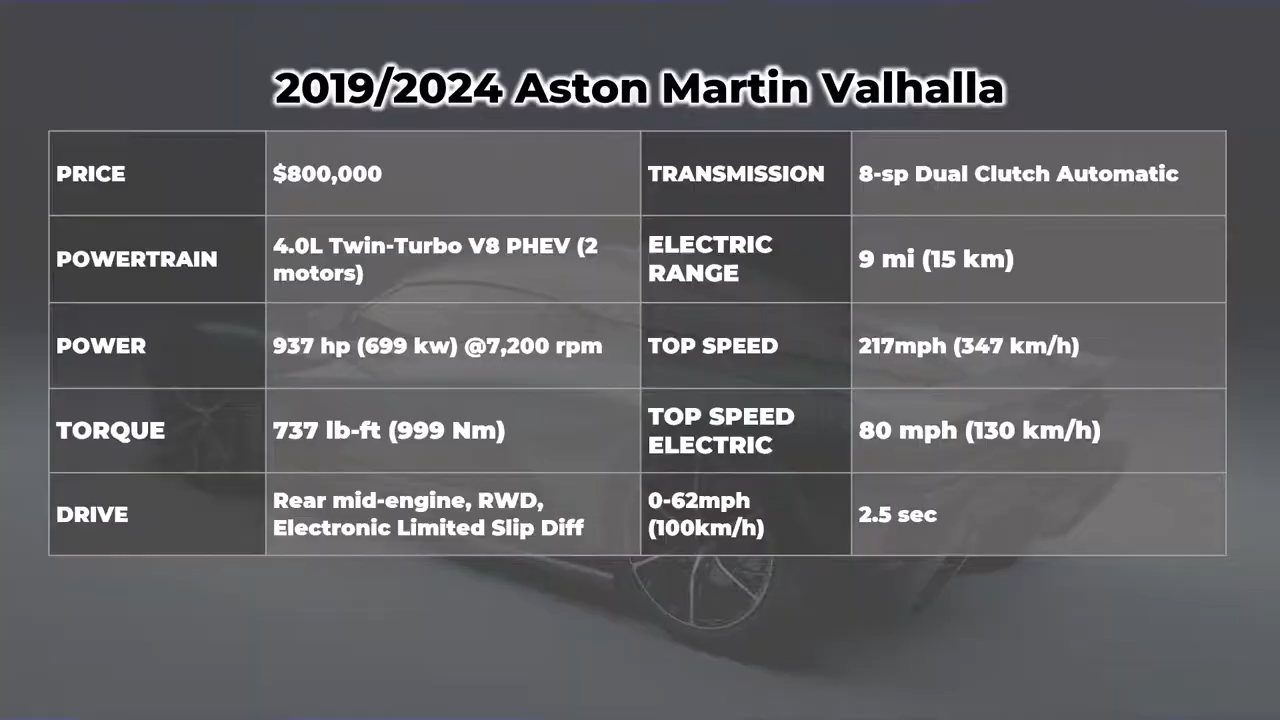 2019/2024 Aston Martin Valhalla
PRICE
$800,000
TRANSMISSION
8-sp Dual Clutch Automatic
POWERTRAIN
4.0L Twin-Turbo V8 PHEV (2
motors)
ELECTRIC
RANGE
9 mi (15 km)
POWER
937 hp (699 kw) @7,200 rpm
TOP SPEED
217mph (347 km/h)
TORQUE
737 lb-ft (999 Nm)
TOP SPEED
ELECTRIC
80 mph (130 km/h)
DRIVE
Rear mid-engine, RWD,
Electronic Limited Slip Diff
0-62mph
(100km/h)
2.5 sec